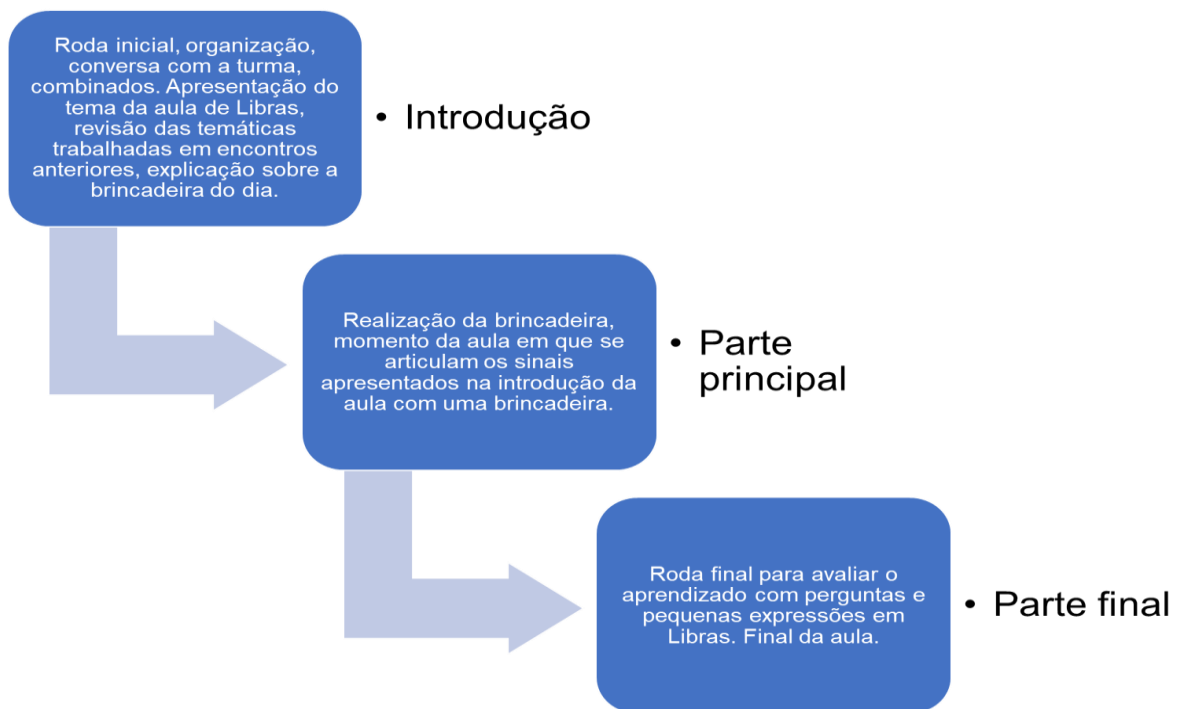 Roda inicial, organização,
conversa com a turma,
combinados. Apresentação do
tema da aula de Libras,
revisão das temáticas
trabalhadas em encontros
anteriores, explicação sobre a
brincadeira do dia.
• Introdução
Realização da brincadeira,
momento da aula em que se
articulam os sinais
apresentados na introdução da
aula com uma brincadeira.
• Parte
principal
Roda final para avaliar o
aprendizado com perguntas e
pequenas expressões em
Libras. Final da aula.
• Parte final